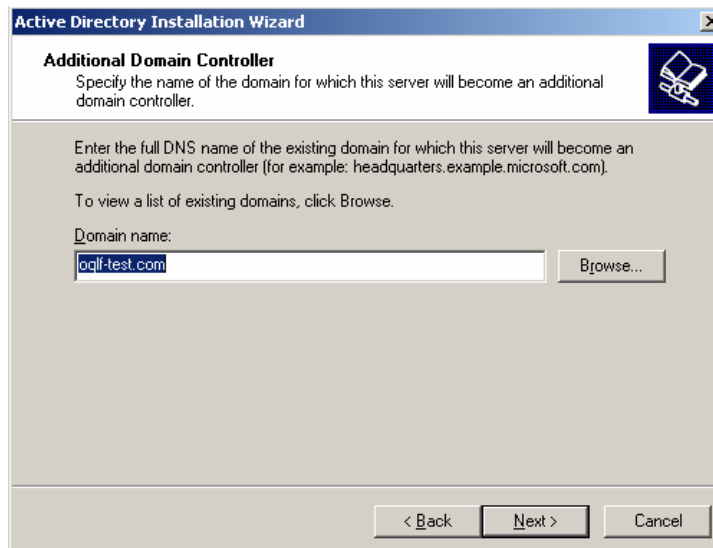 Active Directory Installation Wizard
Additional Domain Controller
Specify the name of the domain for which this server will become an additional
domain controller.
Enter the full DNS name of the existing domain for which this server will become an
additional domain controller (for example: headquarters.example.microsoft.com).
To view a list of existing domains, click Browse.
Domain name:
oqlf-test.com
Browse...
< Back
Next >
Cancel